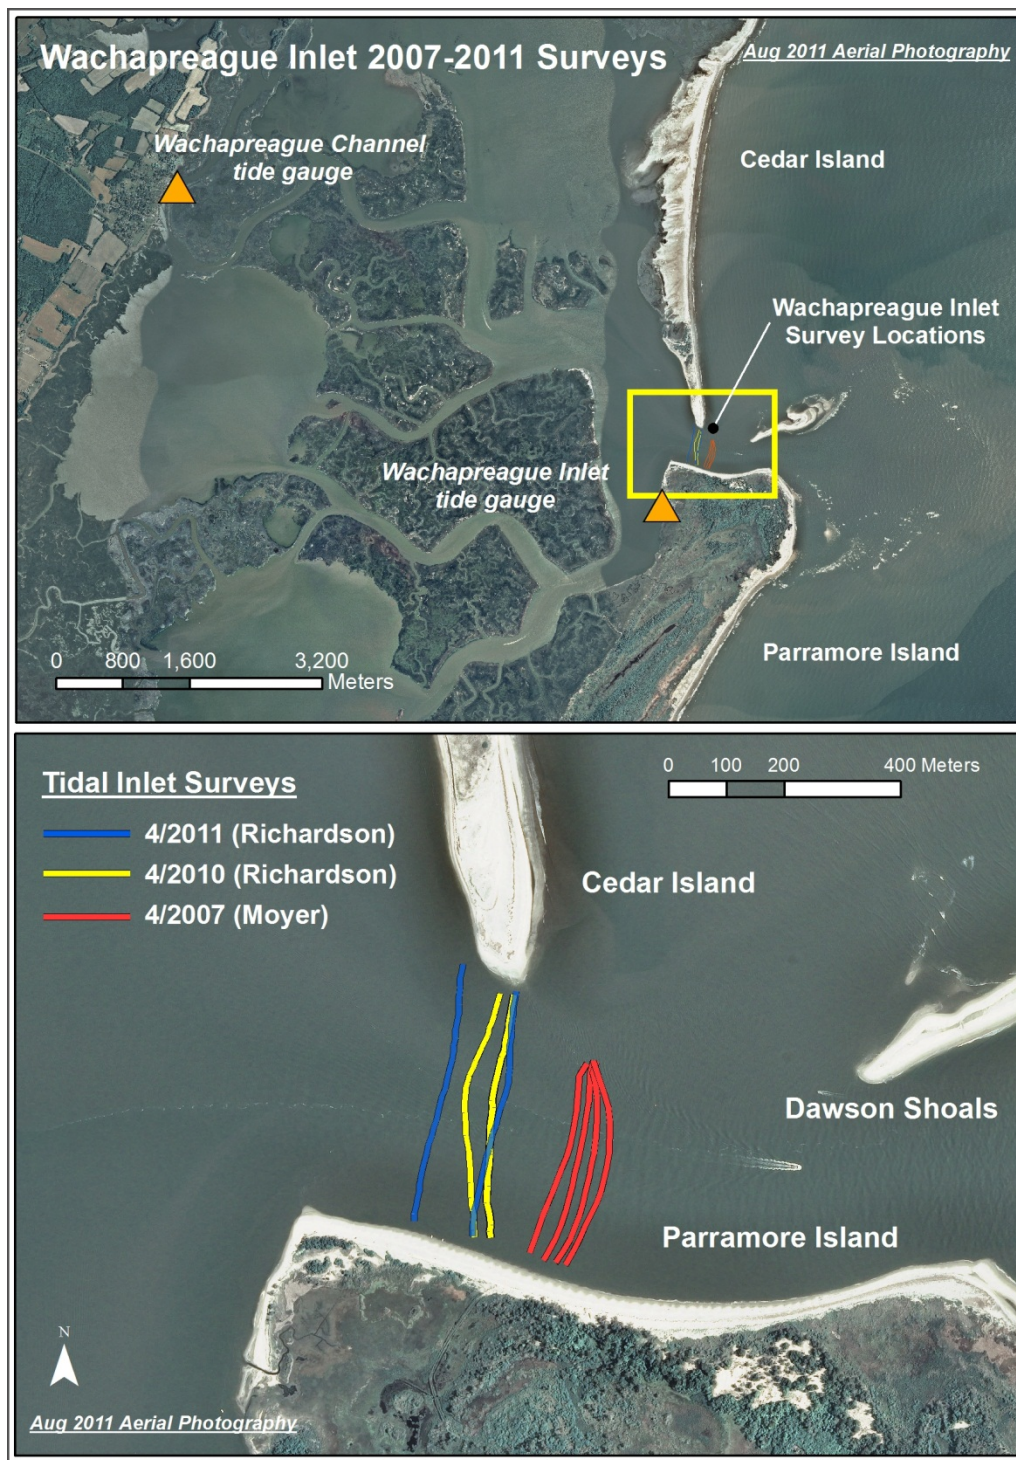 Wachapreague Inlet 2007-2011 Surveys
Aug 2011 Aerial Photography
Wachapreague Channel
tide gauge
Cedar Island
Wachapreague Inlet
Survey Locations
Wachapreague Inlet
tide gauge
Parramore Island
0 800 1,600 3,200
Meters
Tidal Inlet Surveys
4/2011 (Richardson)
4/2010 (Richardson)
4/2007 (Moyer)
0 100 200 400 Meters
Cedar Island
Dawson Shoals
Parramore Island
N
Aug 2011 Aerial Photography